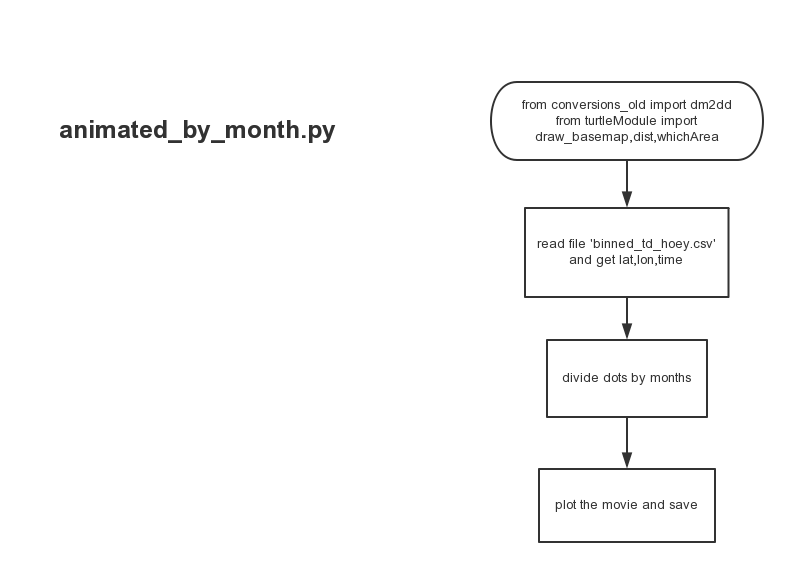 animated_by_month.py
from conversions_old import dm2dd
from turtleModule import
draw_basemap,dist,whichArea
read file 'binned_td_hoey.csv'
and get lat,lon,time
divide dots by months
plot the movie and save